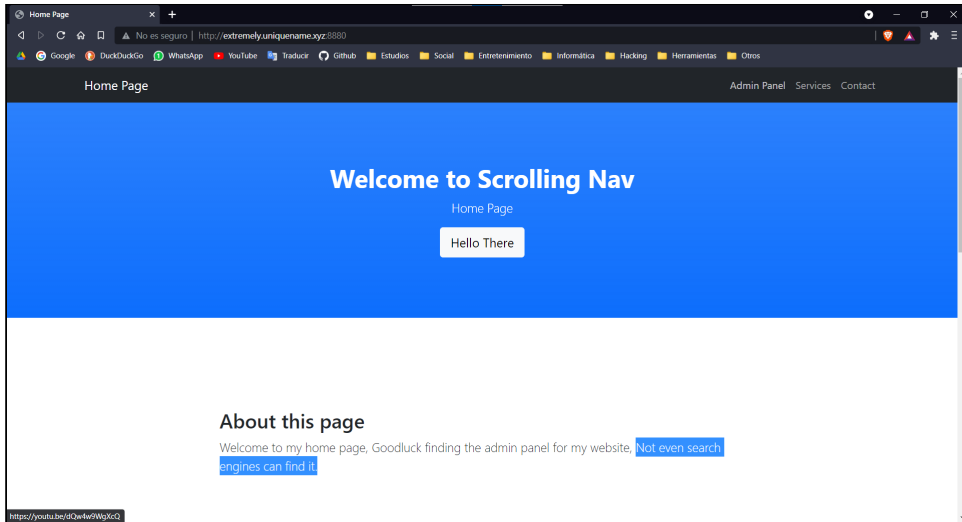 Home Page
No es seguro | http://extremely.uniquename.xyz:8880
Google DuckDuckGo WhatsApp YouTube Traducir Github Estudios Social Entretenimiento Informática Hacking Herramientas Otros
Home Page Admin Panel Services Contact
Welcome to Scrolling Nav
Home Page
Hello There
About this page
Welcome to my home page, Goodluck finding the admin panel for my website, Not even search
engines can find it.
https://youtu.be/dQw4w9WgXcQ